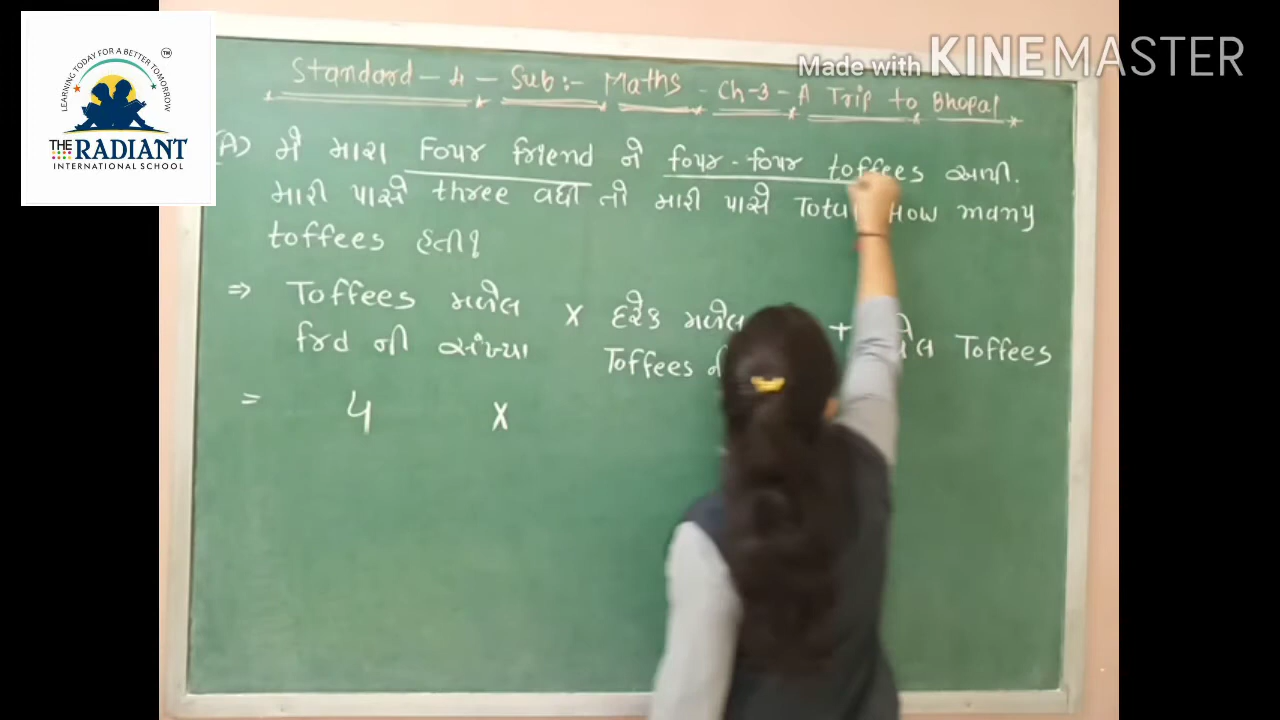 LEARNING TODAY FOR A BETTER TOMORROW
TM
THE RADIANT
INTERNATIONAL SCHOOL
Made with KINEMASTER
Standard - 4 - Sub:- Maths - Ch-3 - A Trip to Bhopal
(A) મેં મારા Four friend ને four-four toffees આપી.
મારી પાસે three વધી તો મારી પાસે Total How many
toffees હતી?
⇒ Toffees મળેલ × દરેક મળેલ + Toffees
frd ની સંખ્યા Toffees
= 4 ×